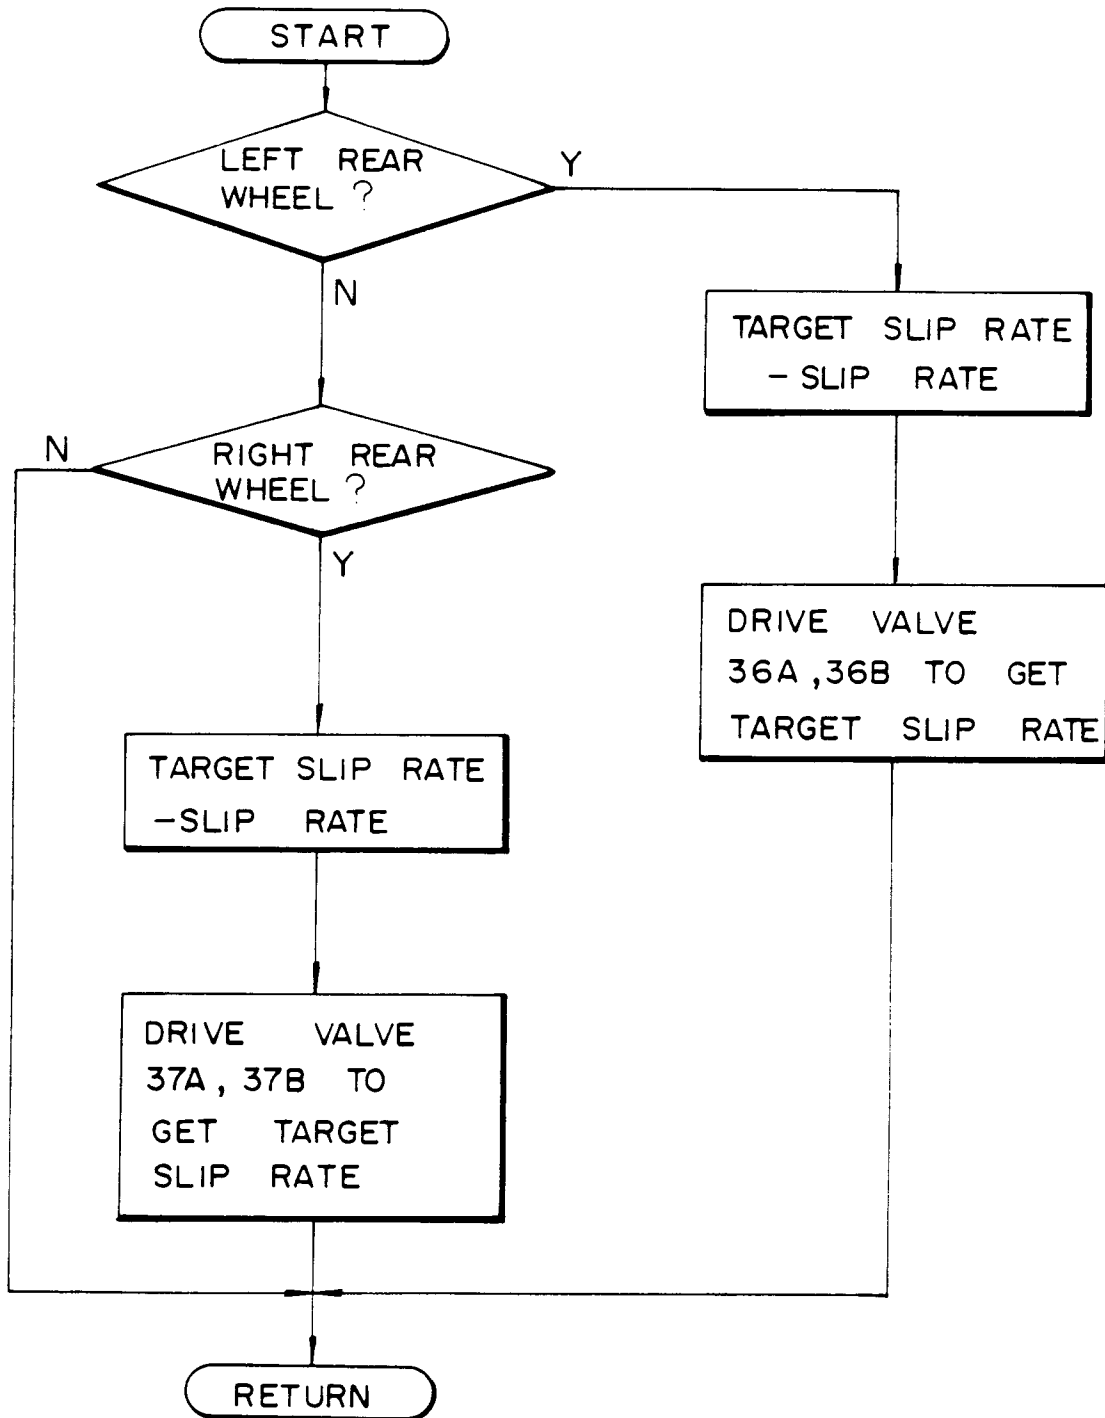 START
LEFT REAR
WHEEL ?
Y
N
TARGET SLIP RATE
- SLIP RATE
N
RIGHT REAR
WHEEL ?
Y
DRIVE VALVE
36A, 36B TO GET
TARGET SLIP RATE
TARGET SLIP RATE
-SLIP RATE
DRIVE VALVE
37A, 37B TO
GET TARGET
SLIP RATE
RETURN